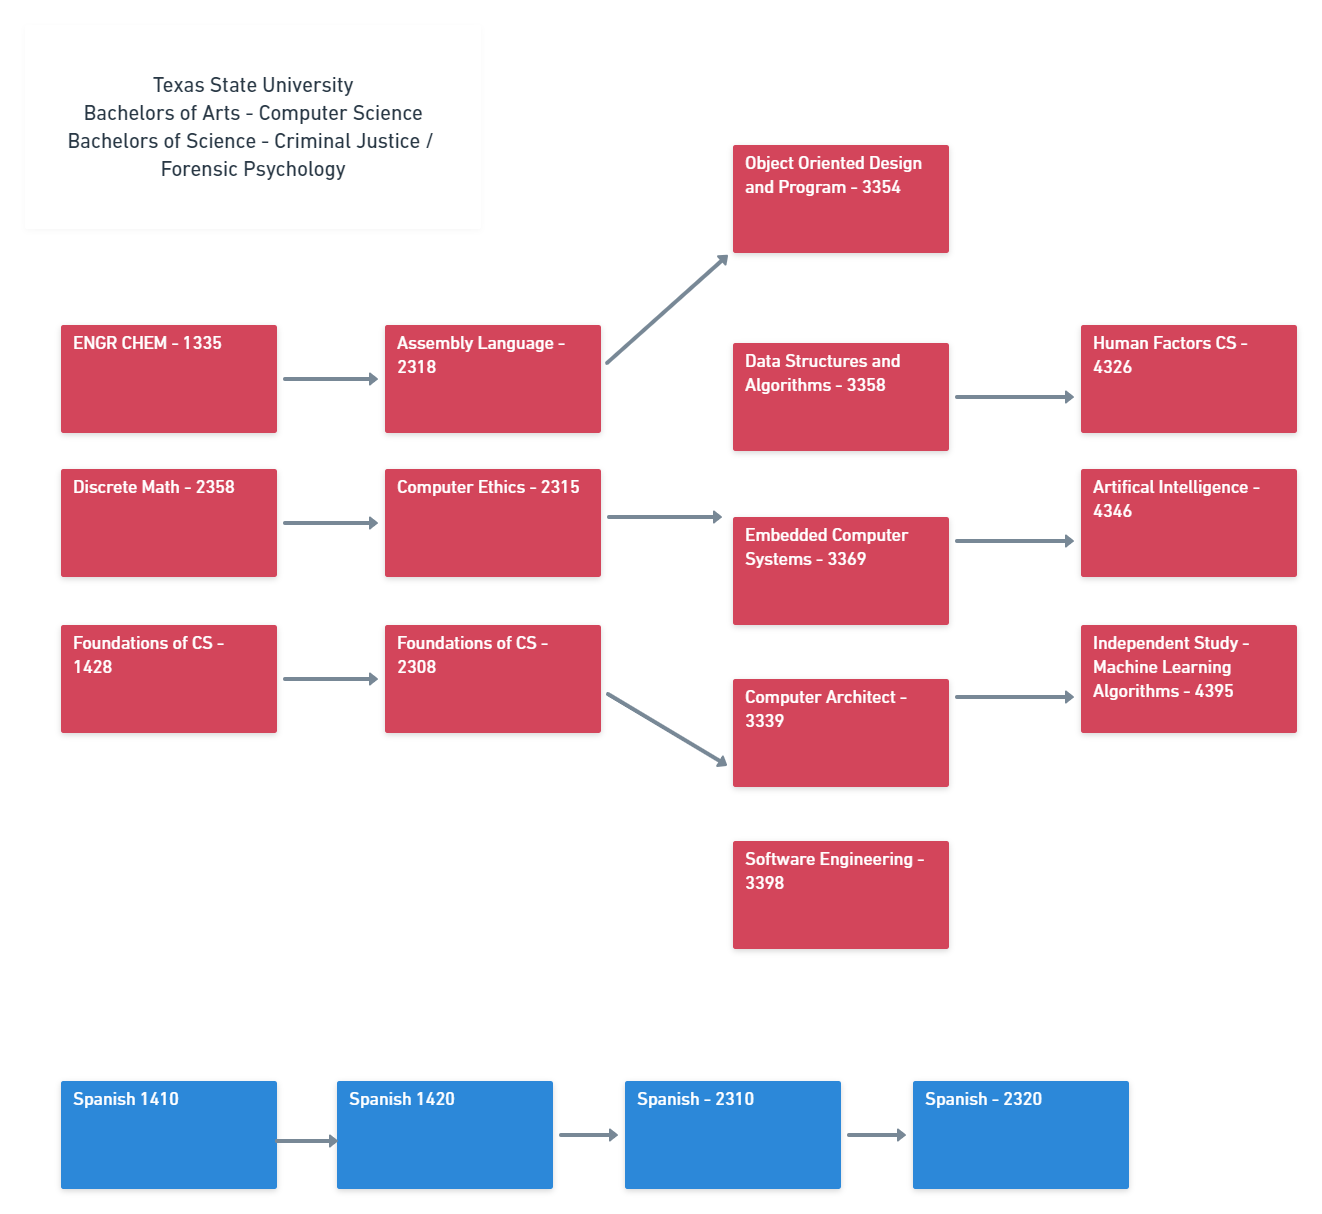 Texas State University
Bachelors of Arts - Computer Science
Bachelors of Science - Criminal Justice /
Forensic Psychology
Object Oriented Design
and Program - 3354
ENGR CHEM - 1335
Assembly Language -
2318
Data Structures and
Algorithms - 3358
Human Factors CS -
4326
Discrete Math - 2358
Computer Ethics - 2315
Embedded Computer
Systems - 3369
Artifical Intelligence -
4346
Foundations of CS -
1428
Foundations of CS -
2308
Computer Architect -
3339
Independent Study -
Machine Learning
Algorithms - 4395
Software Engineering -
3398
Spanish 1410
Spanish 1420
Spanish - 2310
Spanish - 2320